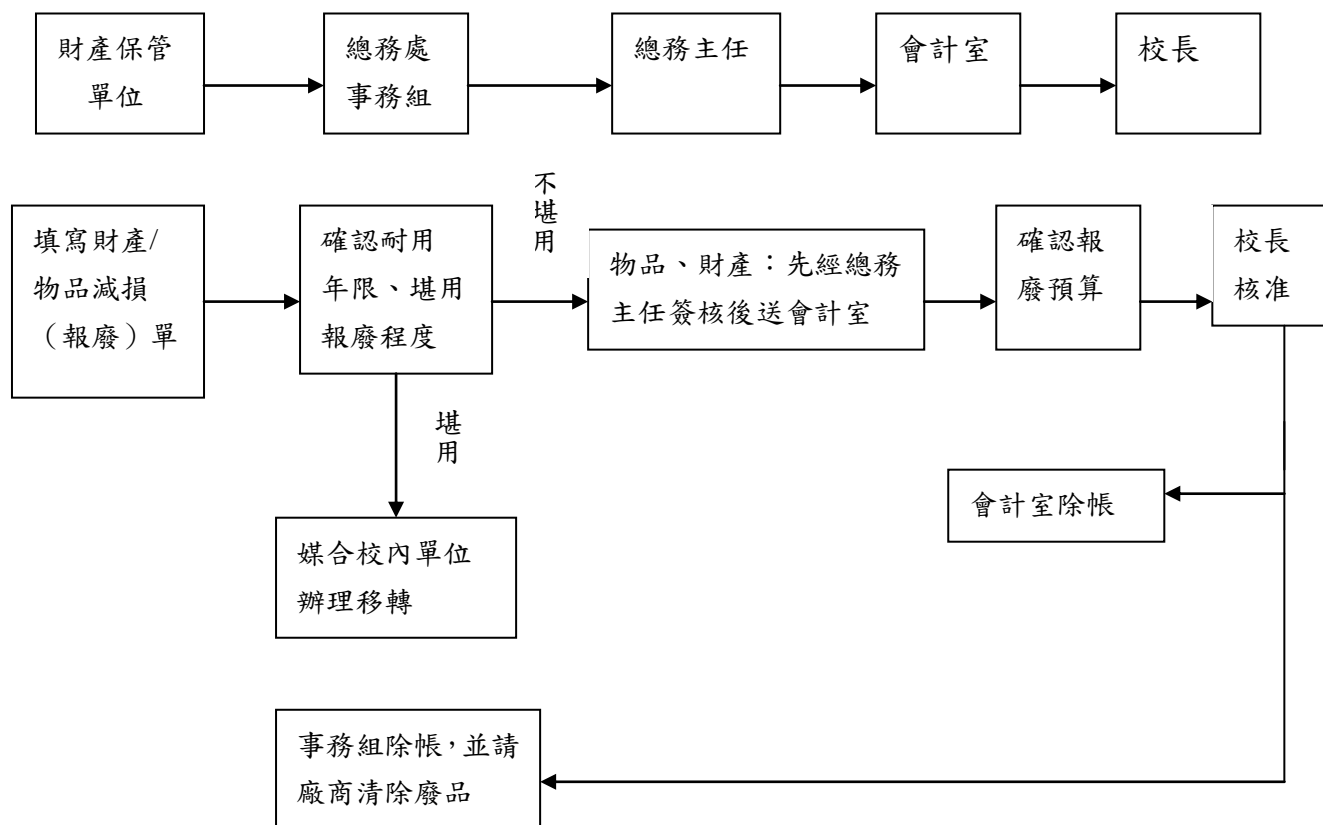 財產保管
單位
總務處
事務組
總務主任
會計室
校長
不堪用
填寫財產/
物品減損
（報廢）單
確認耐用
年限、堪用
報廢程度
物品、財產：先經總務
主任簽核後送會計室
確認報
廢預算
校長
核准
堪用
會計室除帳
媒合校內單位
辦理移轉
事務組除帳，並請
廠商清除廢品